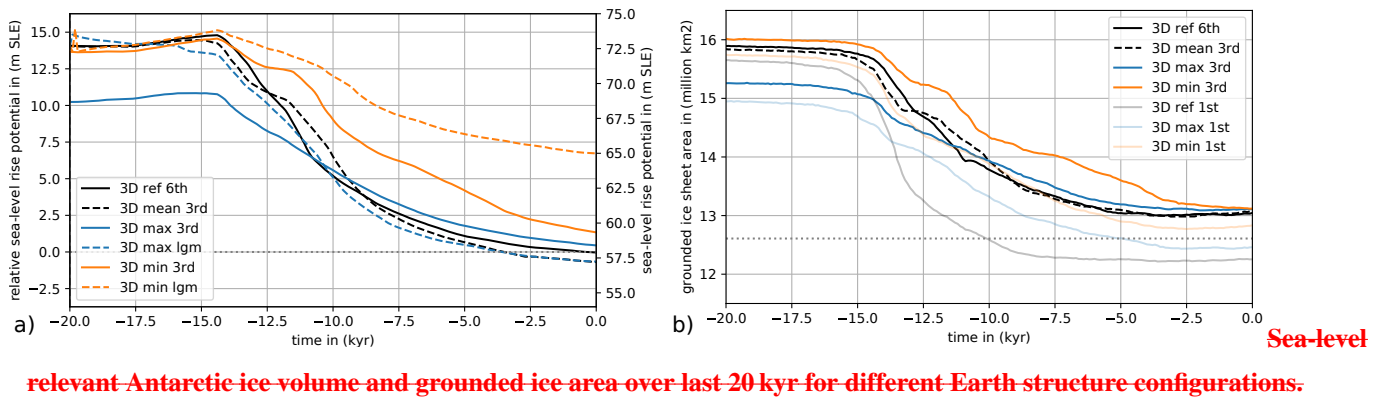 15.0
12.5
10.0
7.5
5.0
2.5
0.0
−2.5
relative sea-level rise potential in (m SLE)
3D ref 6th
3D mean 3rd
3D max 3rd
3D max lgm
3D min 3rd
3D min lgm
75.0
72.5
70.0
67.5
65.0
62.5
60.0
57.5
55.0
sea-level rise potential in (m SLE)
−20.0 −17.5 −15.0 −12.5 −10.0 −7.5 −5.0 −2.5 0.0
time in (kyr)
a)
16
15
14
13
12
grounded ice sheet area in (million km2)
3D ref 6th
3D mean 3rd
3D max 3rd
3D min 3rd
3D ref 1st
3D max 1st
3D min 1st
−20.0 −17.5 −15.0 −12.5 −10.0 −7.5 −5.0 −2.5 0.0
time in (kyr)
b)
Sea-level
relevant Antarctic ice volume and grounded ice area over last 20 kyr for different Earth structure configurations.